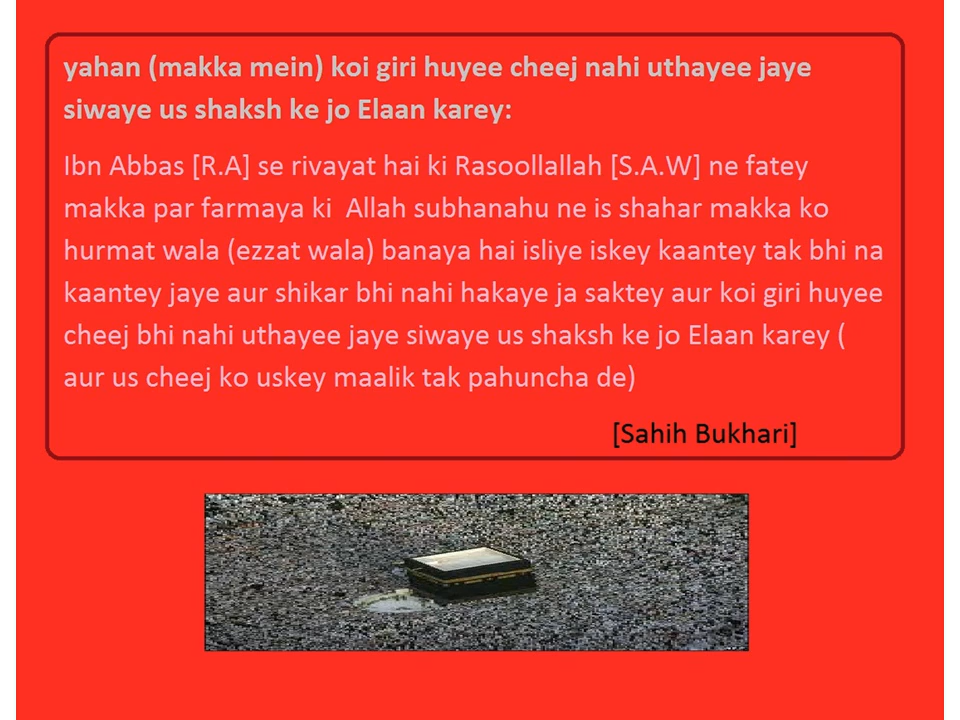 yahan (makka mein) koi giri huyee cheej nahi uthayee jaye
siwaye us shaksh ke jo Elaan karey:
Ibn Abbas [R.A] se rivayat hai ki Rasoollallah [S.A.W] ne fatey
makka par farmaya ki  Allah subhanahu ne is shahar makka ko
hurmat wala (ezzat wala) banaya hai isliye iskey kaantey tak bhi na
kaantey jaye aur shikar bhi nahi hakaye ja saktey aur koi giri huyee
cheej bhi nahi uthayee jaye siwaye us shaksh ke jo Elaan karey (
aur us cheej ko uskey maalik tak pahuncha de)
[Sahih Bukhari]